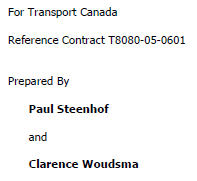 For Transport Canada
Reference Contract T8080-05-0601
Prepared By
Paul Steenhof
and
Clarence Woudsma